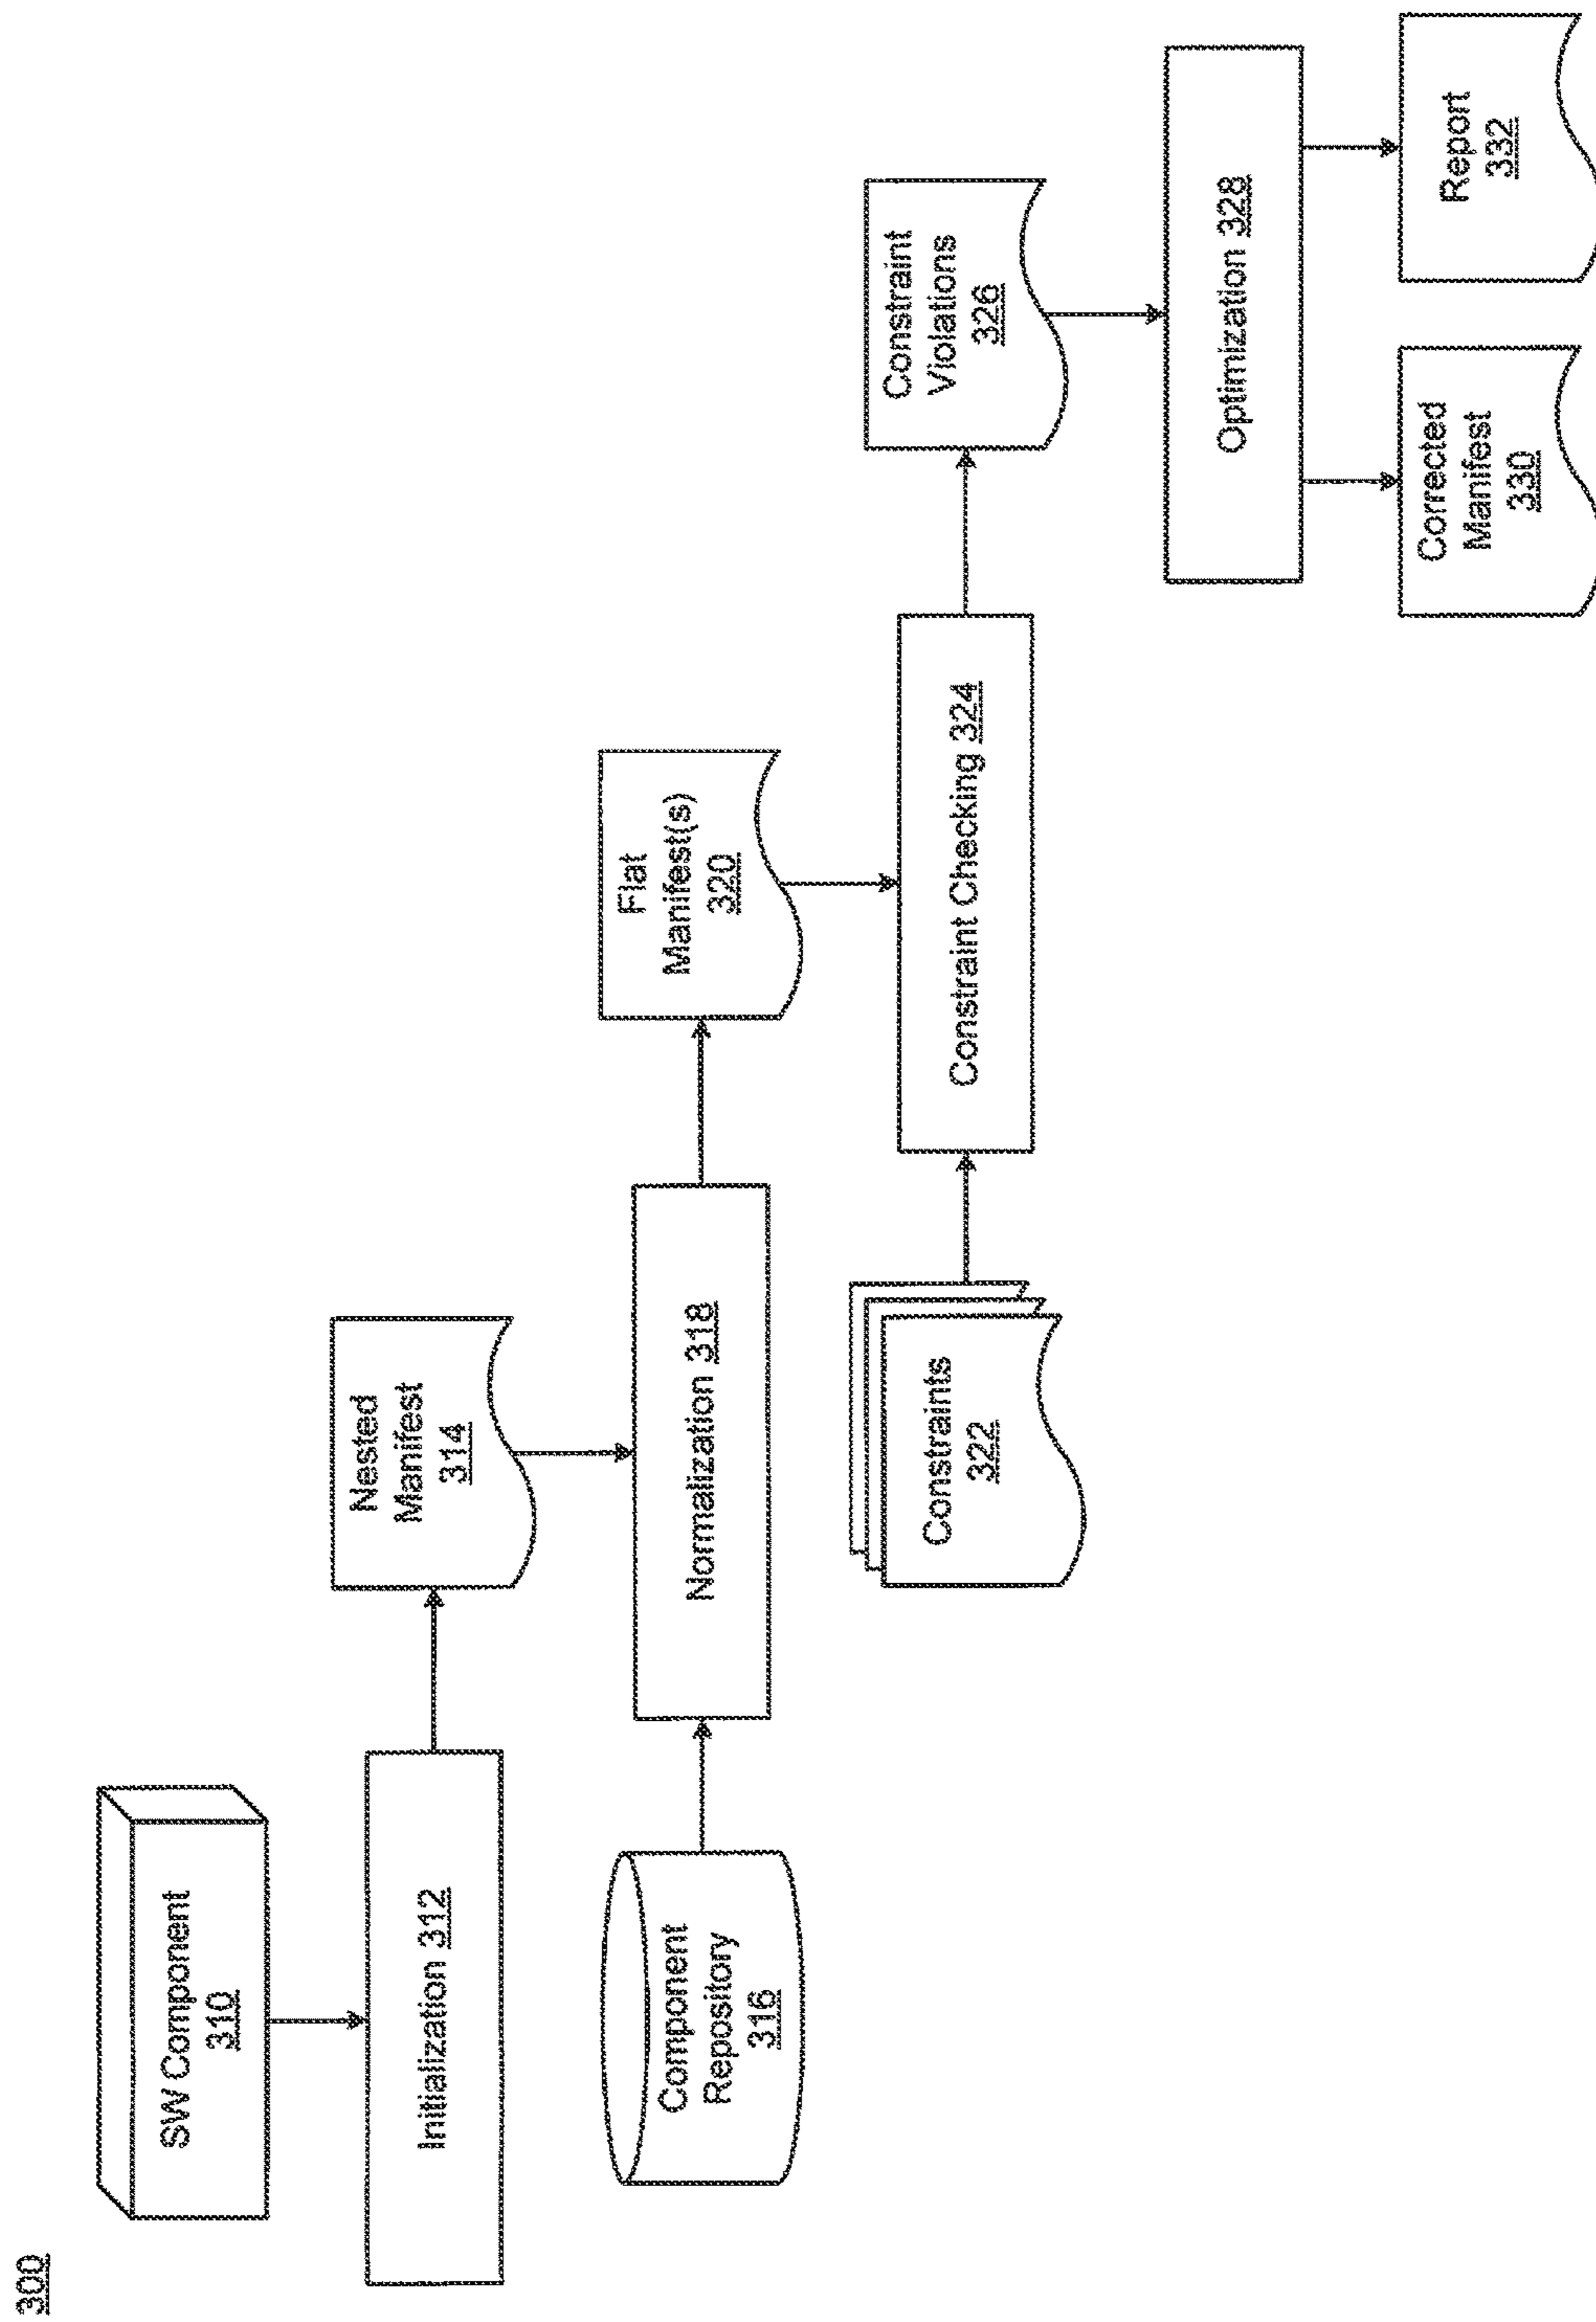 300
SW Component
310
Initialization 312
Nested
Manifest
314
Component
Repository
316
Normalization 318
Flat
Manifest(s)
320
Constraints
322
Constraint Checking 324
Constraint
Violations
326
Optimization 328
Corrected
Manifest
330
Report
332